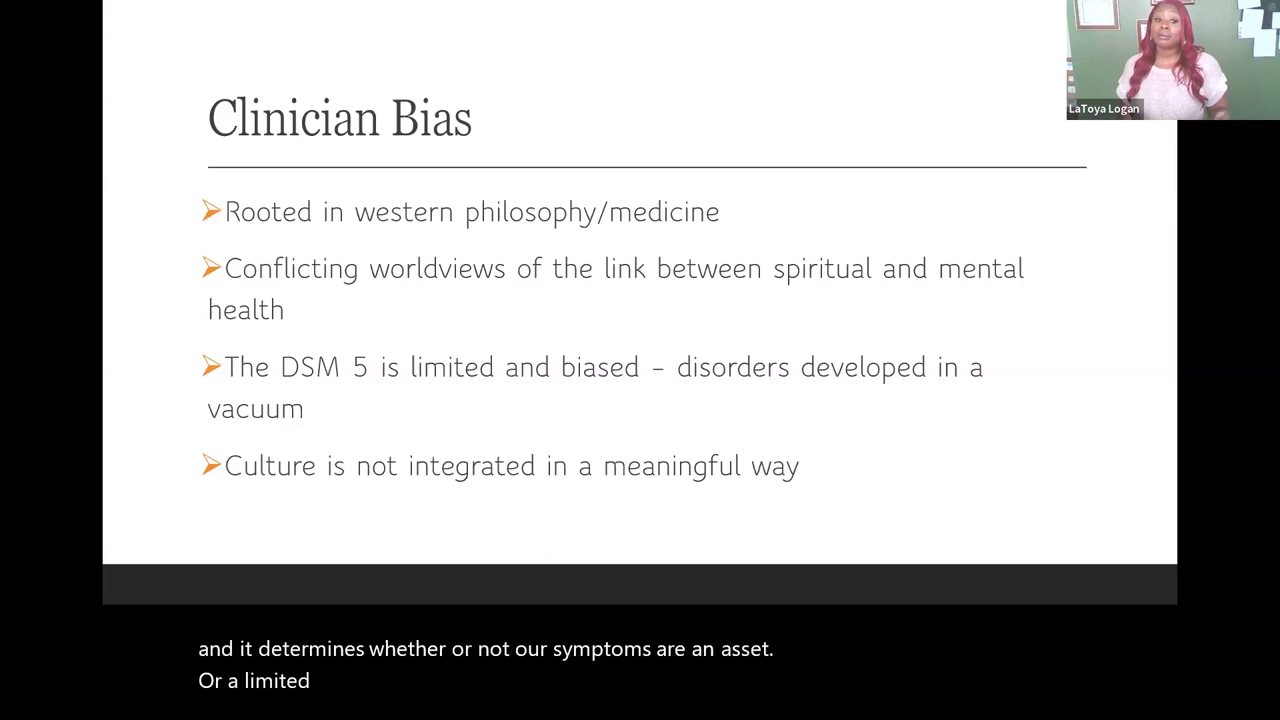 LaToya Logan
Clinician Bias
Rooted in western philosophy/medicine
Conflicting worldviews of the link between spiritual and mental
health
The DSM 5 is limited and biased – disorders developed in a
vacuum
Culture is not integrated in a meaningful way
and it determines whether or not our symptoms are an asset.
Or a limited